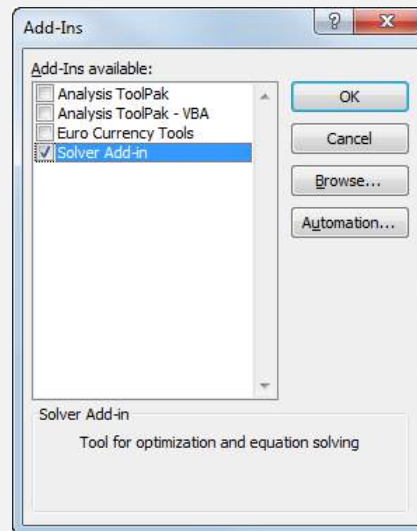 Add-Ins
?
Add-Ins available:
Analysis ToolPak
Analysis ToolPak - VBA
Euro Currency Tools
Solver Add-in
OK
Cancel
Browse...
Automation...
Solver Add-in
Tool for optimization and equation solving